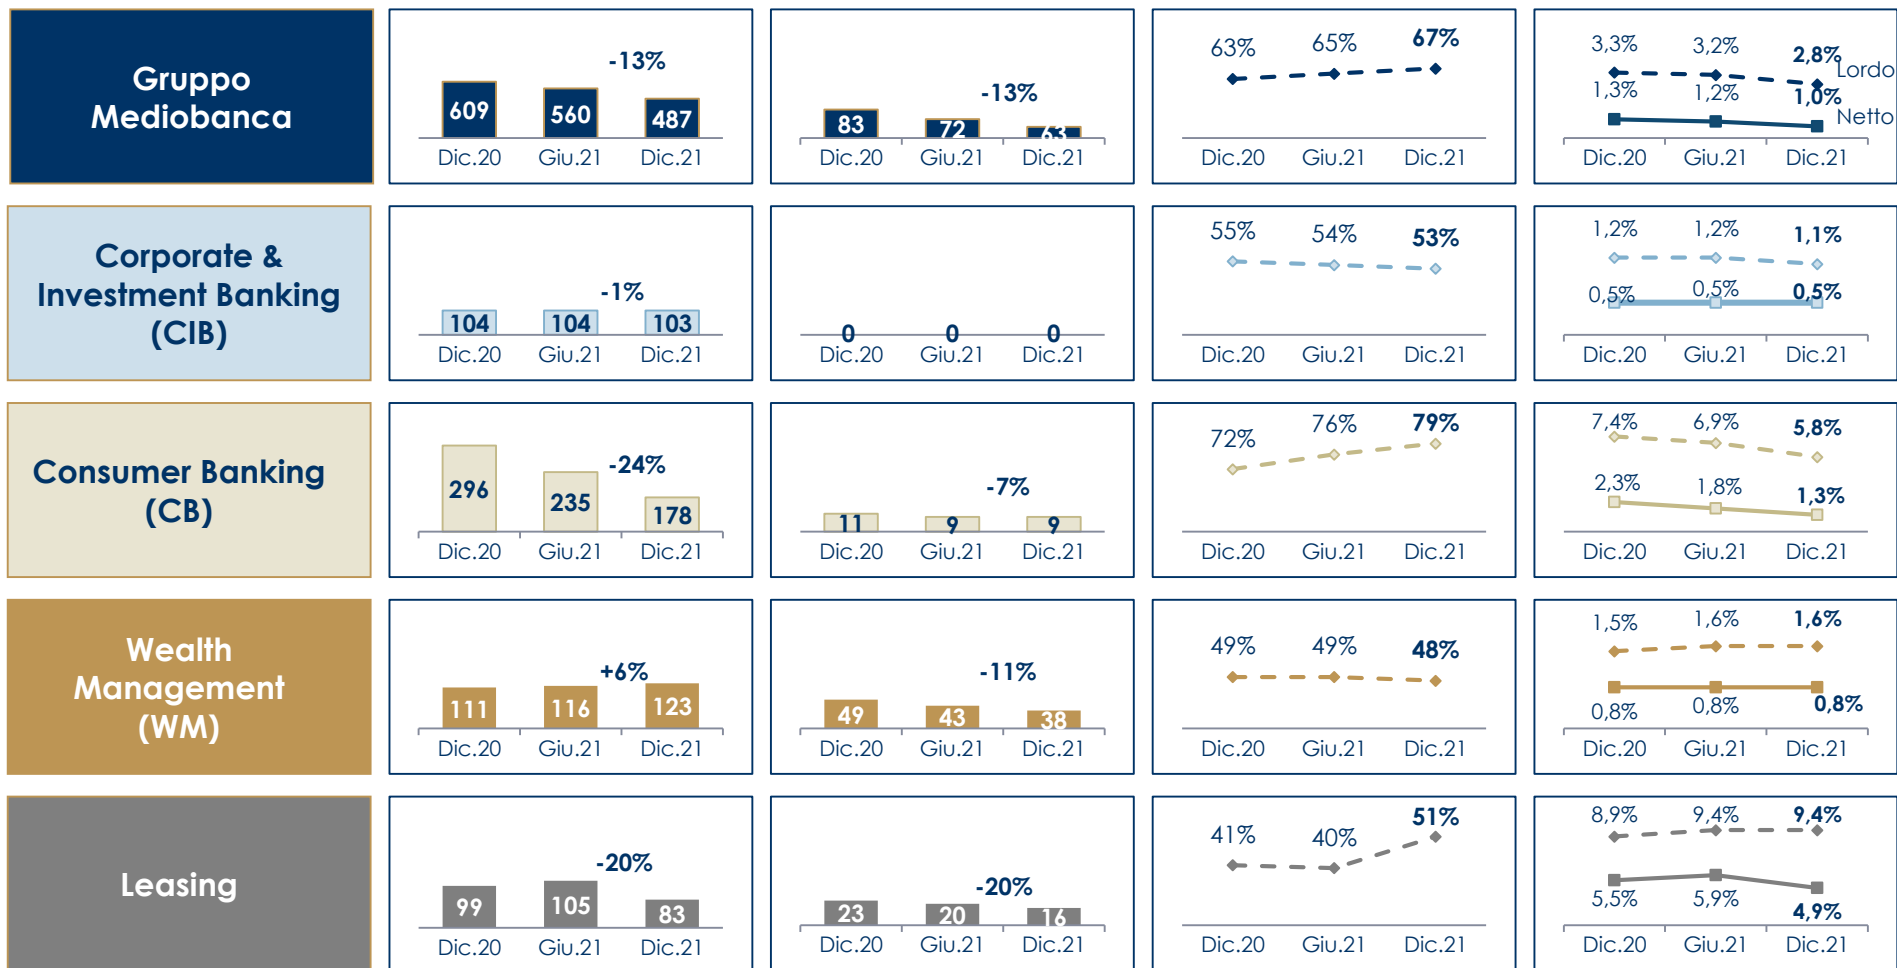 Gruppo
Mediobanca
-13%
609 560 487
Dic.20 Giu.21 Dic.21
-13%
83 72 63
Dic.20 Giu.21 Dic.21
63% 65% 67%
Dic.20 Giu.21 Dic.21
3,3% 3,2% 2,8%
Lordo
1,3% 1,2% 1,0%
Netto
Dic.20 Giu.21 Dic.21
Corporate &
Investment Banking
(CIB)
-1%
104 104 103
Dic.20 Giu.21 Dic.21
0 0 0
Dic.20 Giu.21 Dic.21
55% 54% 53%
Dic.20 Giu.21 Dic.21
1,2% 1,2% 1,1%
0,5% 0,5% 0,5%
Dic.20 Giu.21 Dic.21
Consumer Banking
(CB)
-24%
296 235 178
Dic.20 Giu.21 Dic.21
-7%
11 9 9
Dic.20 Giu.21 Dic.21
72% 76% 79%
Dic.20 Giu.21 Dic.21
7,4% 6,9% 5,8%
2,3% 1,8% 1,3%
Dic.20 Giu.21 Dic.21
Wealth
Management
(WM)
+6%
111 116 123
Dic.20 Giu.21 Dic.21
-11%
49 43 38
Dic.20 Giu.21 Dic.21
49% 49% 48%
Dic.20 Giu.21 Dic.21
1,5% 1,6% 1,6%
0,8% 0,8% 0,8%
Dic.20 Giu.21 Dic.21
Leasing
-20%
99 105 83
Dic.20 Giu.21 Dic.21
-20%
23 20 16
Dic.20 Giu.21 Dic.21
41% 40% 51%
Dic.20 Giu.21 Dic.21
8,9% 9,4% 9,4%
5,5% 5,9% 4,9%
Dic.20 Giu.21 Dic.21